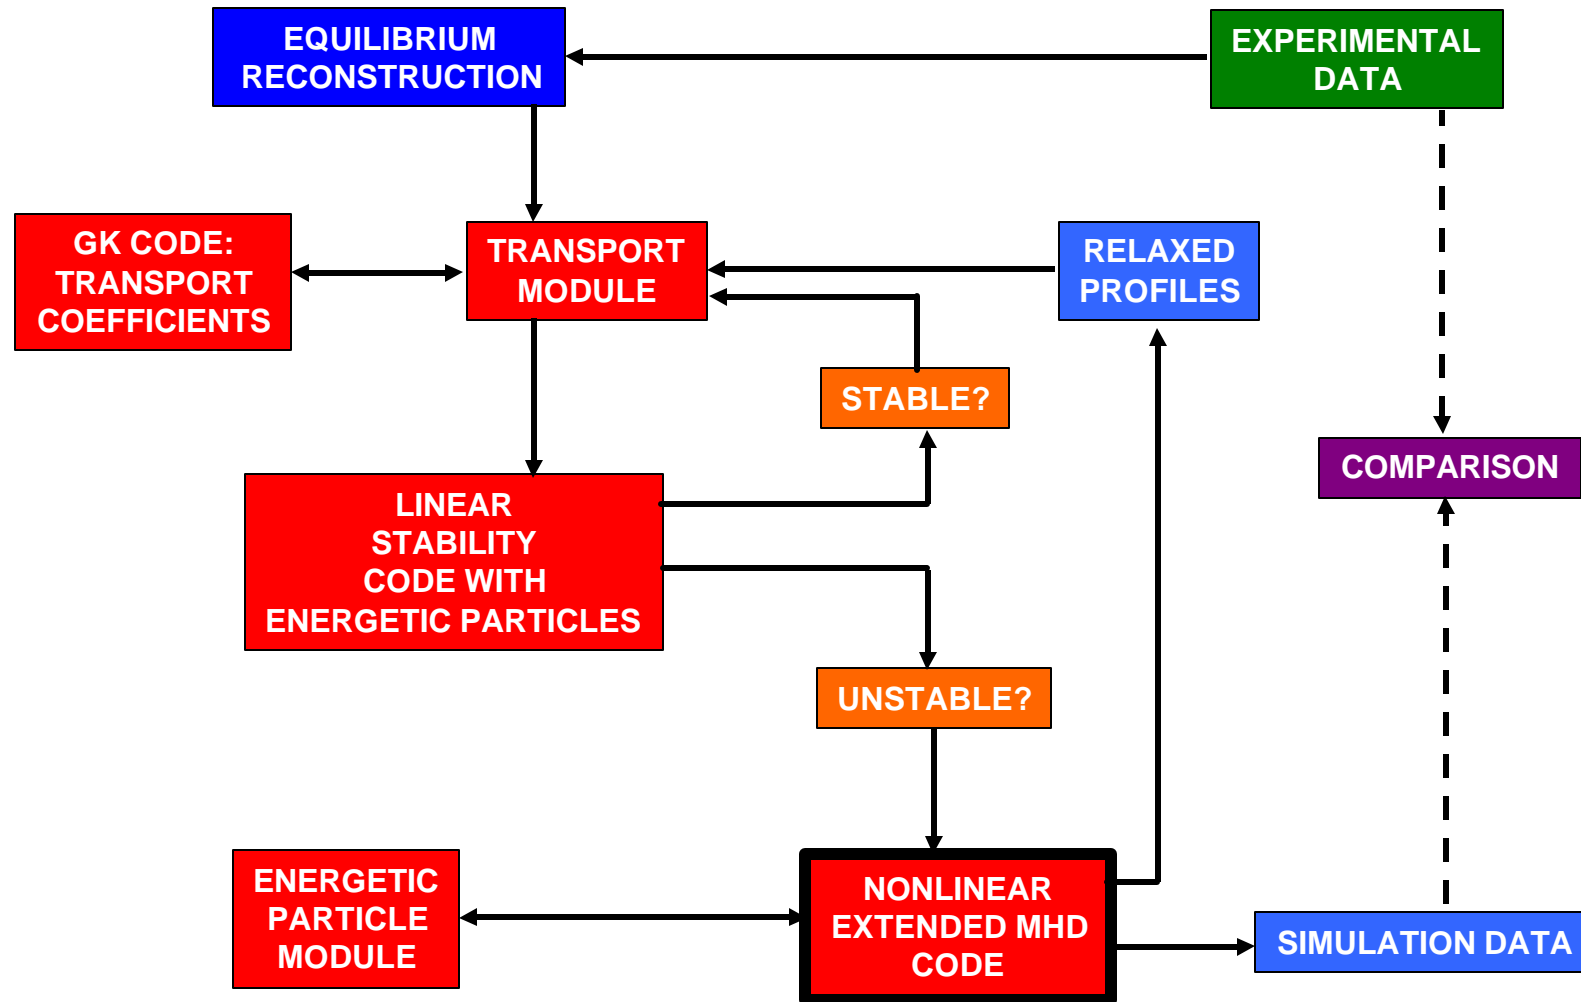 EQUILIBRIUM
RECONSTRUCTION
EXPERIMENTAL
DATA
GK CODE:
TRANSPORT
COEFFICIENTS
TRANSPORT
MODULE
RELAXED
PROFILES
STABLE?
COMPARISON
LINEAR
STABILITY
CODE WITH
ENERGETIC PARTICLES
UNSTABLE?
ENERGETIC
PARTICLE
MODULE
NONLINEAR
EXTENDED MHD
CODE
SIMULATION DATA